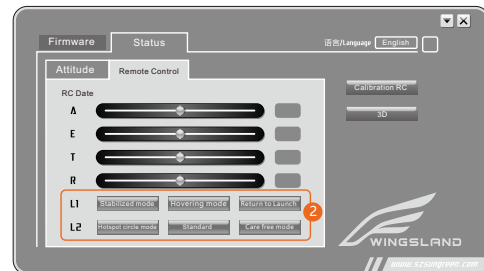 Firmware Status 语言/Language English
Attitude Remote Control
Calibration RC
RC Date
A
3D
E
T
R
L1 Stabilized mode Hovering mode Return to Launch
2
L2 Hotspot circle mode Standard Care free mode
WINGSLAND
www.szsungreen.com